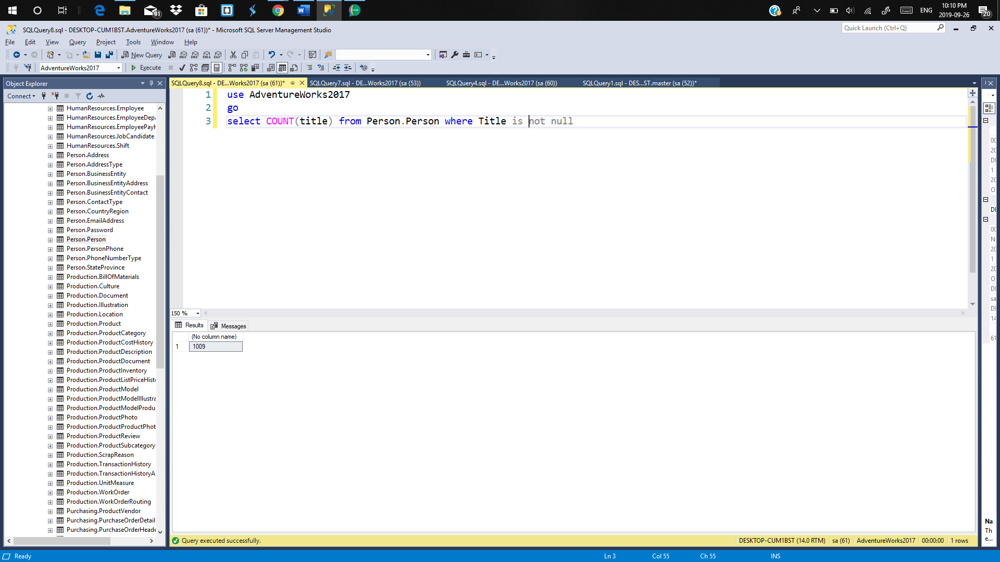 91
ENG
10:10 PM
2019-09-26
20
SQLQuery8.sql - DESKTOP-CUM1BST.AdventureWorks2017 (sa (61))* - Microsoft SQL Server Management Studio
Quick Launch (Ctrl+Q)
File Edit View Query Project Tools Window Help
New Query MDX DMX XMLA DAX
AdventureWorks2017 Execute
Object Explorer
SQLQuery8.sql - DE...Works2017 (sa (61))* SQLQuery7.sql - DE...Works2017 (sa (53)) SQLQuery4.sql - DE...Works2017 (sa (60)) SQLQuery1.sql - DES...ST.master (sa (52))*
Connect
HumanResources.Employee
HumanResources.EmployeeDepa
HumanResources.EmployeePayH
HumanResources.JobCandidate
HumanResources.Shift
Person.Address
Person.AddressType
Person.BusinessEntity
Person.BusinessEntityAddress
Person.BusinessEntityContact
Person.ContactType
Person.CountryRegion
Person.EmailAddress
Person.Password
Person.Person
Person.PersonPhone
Person.PhoneNumberType
Person.StateProvince
Production.BillOfMaterials
Production.Culture
Production.Document
Production.Illustration
Production.Location
Production.Product
Production.ProductCategory
Production.ProductCostHistory
Production.ProductDescription
Production.ProductDocument
Production.ProductInventory
Production.ProductListPriceHisto
Production.ProductModel
Production.ProductModelIllustra
Production.ProductModelProdu
Production.ProductPhoto
Production.ProductProductPhot
Production.ProductReview
Production.ProductSubcategory
Production.ScrapReason
Production.TransactionHistory
Production.TransactionHistoryA
Production.UnitMeasure
Production.WorkOrder
Production.WorkOrderRouting
Purchasing.ProductVendor
Purchasing.PurchaseOrderDetail
Purchasing.PurchaseOrderHeade
1 use AdventureWorks2017
2 go
3 select COUNT(title) from Person.Person where Title is not null
150 %
Results Messages
(No column name)
1 1009
Query executed successfully.
DESKTOP-CUM1BST (14.0 RTM) sa (61) AdventureWorks2017 00:00:00 1 rows
Na
Th
e...
Ready Ln 3 Col 55 Ch 55 INS